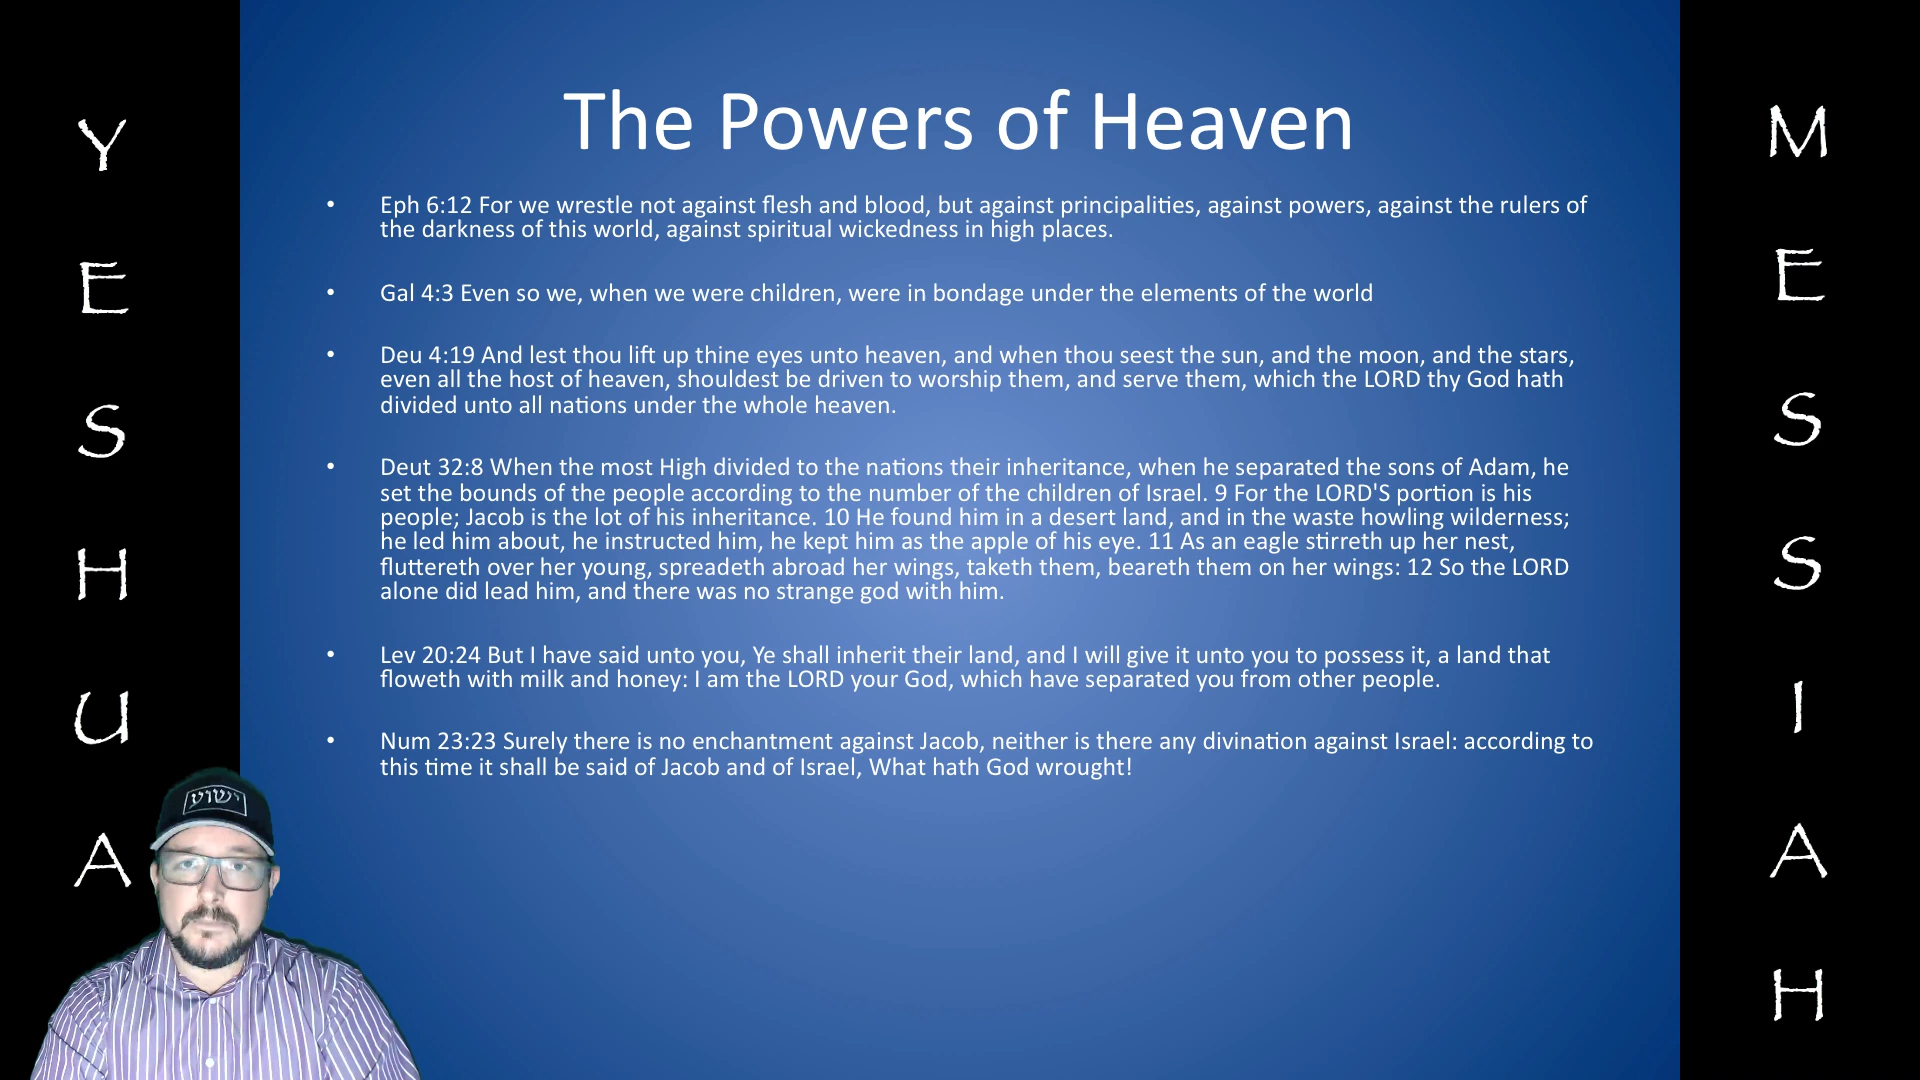 The Powers of Heaven
• Eph 6:12 For we wrestle not against flesh and blood, but against principalities, against powers, against the rulers of
the darkness of this world, against spiritual wickedness in high places.
• Gal 4:3 Even so we, when we were children, were in bondage under the elements of the world
• Deu 4:19 And lest thou lift up thine eyes unto heaven, and when thou seest the sun, and the moon, and the stars,
even all the host of heaven, shouldest be driven to worship them, and serve them, which the LORD thy God hath
divided unto all nations under the whole heaven.
• Deut 32:8 When the most High divided to the nations their inheritance, when he separated the sons of Adam, he
set the bounds of the people according to the number of the children of Israel. 9 For the LORD'S portion is his
people; Jacob is the lot of his inheritance. 10 He found him in a desert land, and in the waste howling wilderness;
he led him about, he instructed him, he kept him as the apple of his eye. 11 As an eagle stirreth up her nest,
fluttereth over her young, spreadeth abroad her wings, taketh them, beareth them on her wings: 12 So the LORD
alone did lead him, and there was no strange god with him.
• Lev 20:24 But I have said unto you, Ye shall inherit their land, and I will give it unto you to possess it, a land that
floweth with milk and honey: I am the LORD your God, which have separated you from other people.
• Num 23:23 Surely there is no enchantment against Jacob, neither is there any divination against Israel: according to
this time it shall be said of Jacob and of Israel, What hath God wrought!
YESHUA
MESSIAH
ישוע